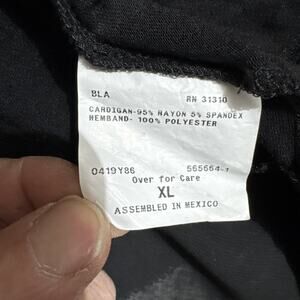 BLA RN 31310
CARDIGAN-95% RAYON 5% SPANDEX
HEMBAND- 100% POLYESTER
0419Y86 565664-1
Over for Care
XL
ASSEMBLED IN MEXICO